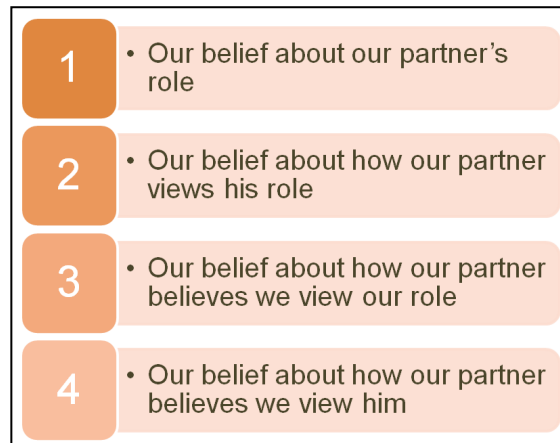 1
• Our belief about our partner's
role
2
• Our belief about how our partner
views his role
3
• Our belief about how our partner
believes we view our role
4
• Our belief about how our partner
believes we view him